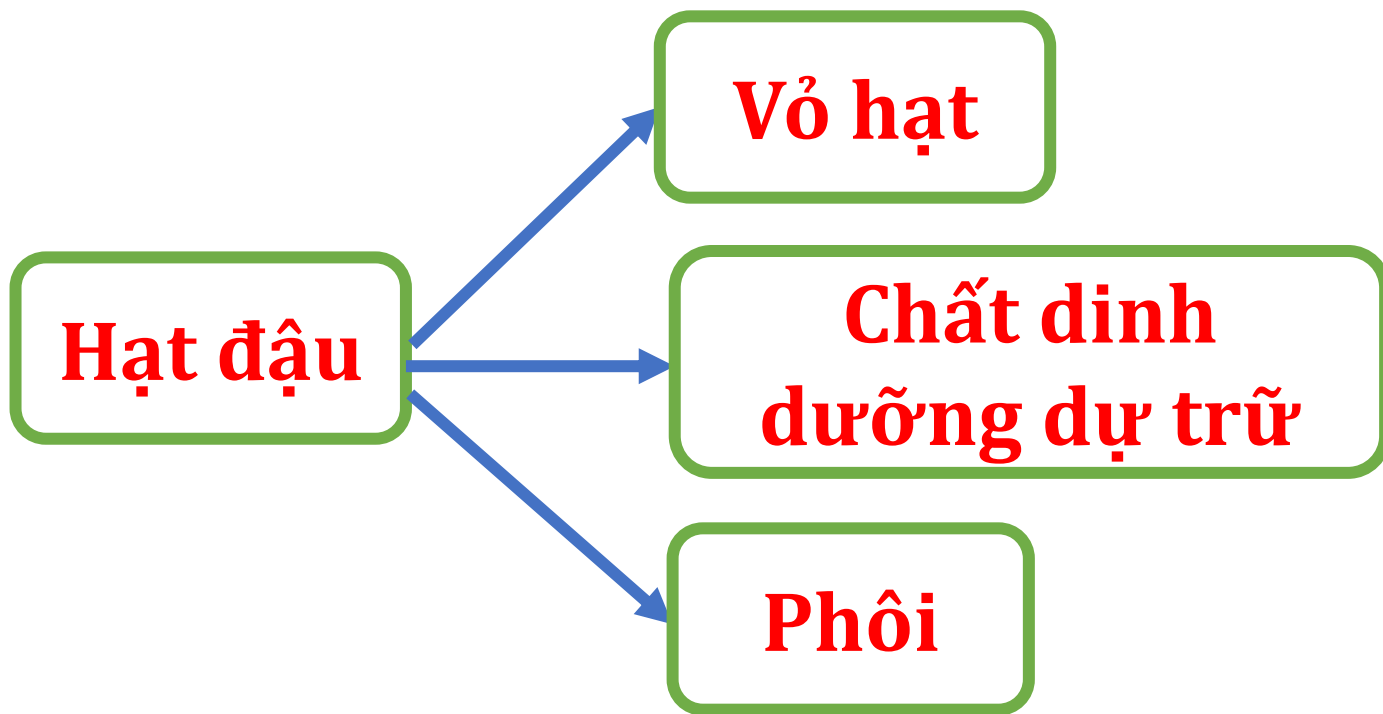 Vỏ hạt
Hạt đậu
Chất dinh
dưỡng dự trữ
Phôi